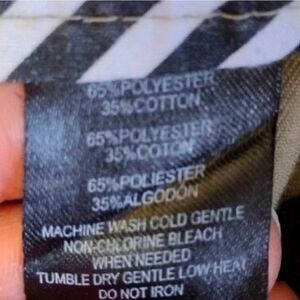 65%POLYESTER
35%COTTON
65%POLYESTER
35%COTON
65%POLIESTER
35%ALGODÓN
MACHINE WASH COLD GENTLE
NON-CHLORINE BLEACH
WHEN NEEDED
TUMBLE DRY GENTLE LOW HEAT
DO NOT IRON